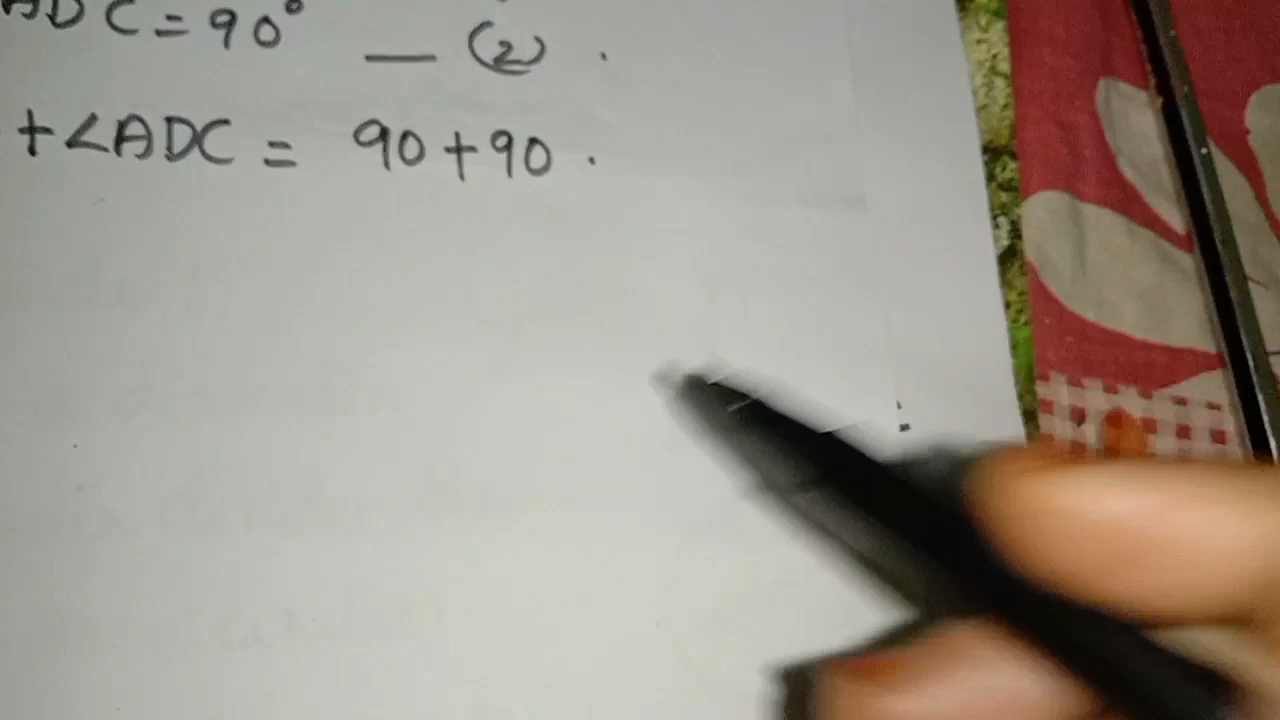 ADC = 90° — (2) .
+ ∠ADC = 90 + 90 .